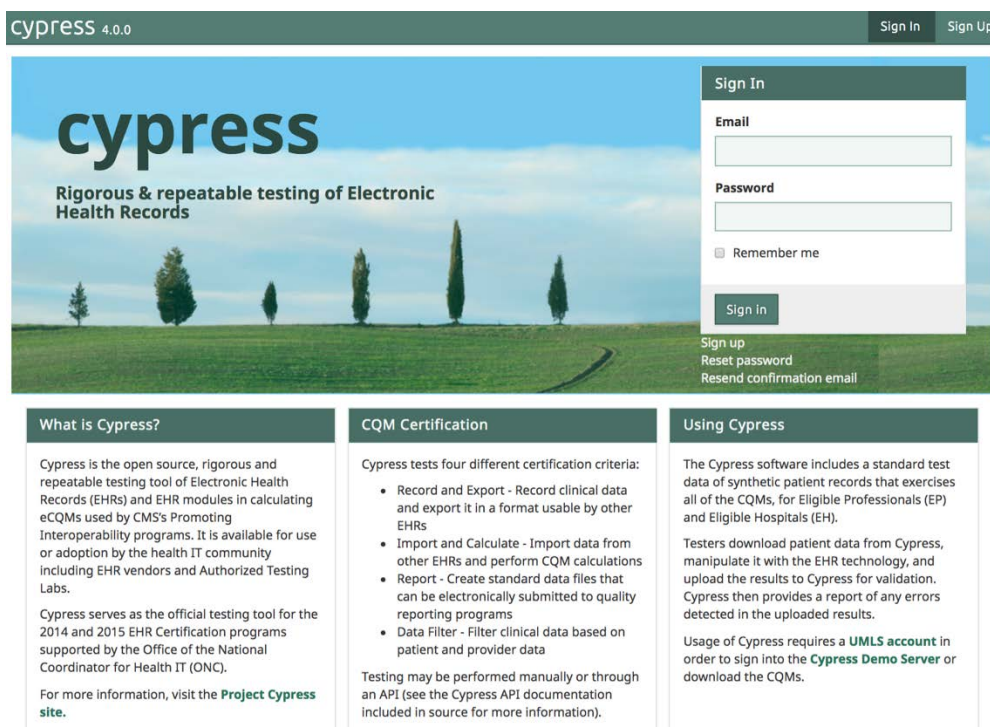 cypress 4.0.0
Sign In
Sign Up
cypress
Rigorous & repeatable testing of Electronic
Health Records
Sign In
Email
Password
Remember me
Sign in
Sign up
Reset password
Resend confirmation email
What is Cypress?
Cypress is the open source, rigorous and
repeatable testing tool of Electronic Health
Records (EHRs) and EHR modules in calculating
eCQMs used by CMS's Promoting
Interoperability programs. It is available for use
or adoption by the health IT community
including EHR vendors and Authorized Testing
Labs.
Cypress serves as the official testing tool for the
2014 and 2015 EHR Certification programs
supported by the Office of the National
Coordinator for Health IT (ONC).
For more information, visit the Project Cypress
site.
CQM Certification
Cypress tests four different certification criteria:
• Record and Export - Record clinical data
and export it in a format usable by other
EHRs
• Import and Calculate - Import data from
other EHRs and perform CQM calculations
• Report - Create standard data files that
can be electronically submitted to quality
reporting programs
• Data Filter - Filter clinical data based on
patient and provider data
Testing may be performed manually or through
an API (see the Cypress API documentation
included in source for more information).
Using Cypress
The Cypress software includes a standard test
data of synthetic patient records that exercises
all of the CQMs, for Eligible Professionals (EP)
and Eligible Hospitals (EH).
Testers download patient data from Cypress,
manipulate it with the EHR technology, and
upload the results to Cypress for validation.
Cypress then provides a report of any errors
detected in the uploaded results.
Usage of Cypress requires a UMLS account in
order to sign into the Cypress Demo Server or
download the CQMs.